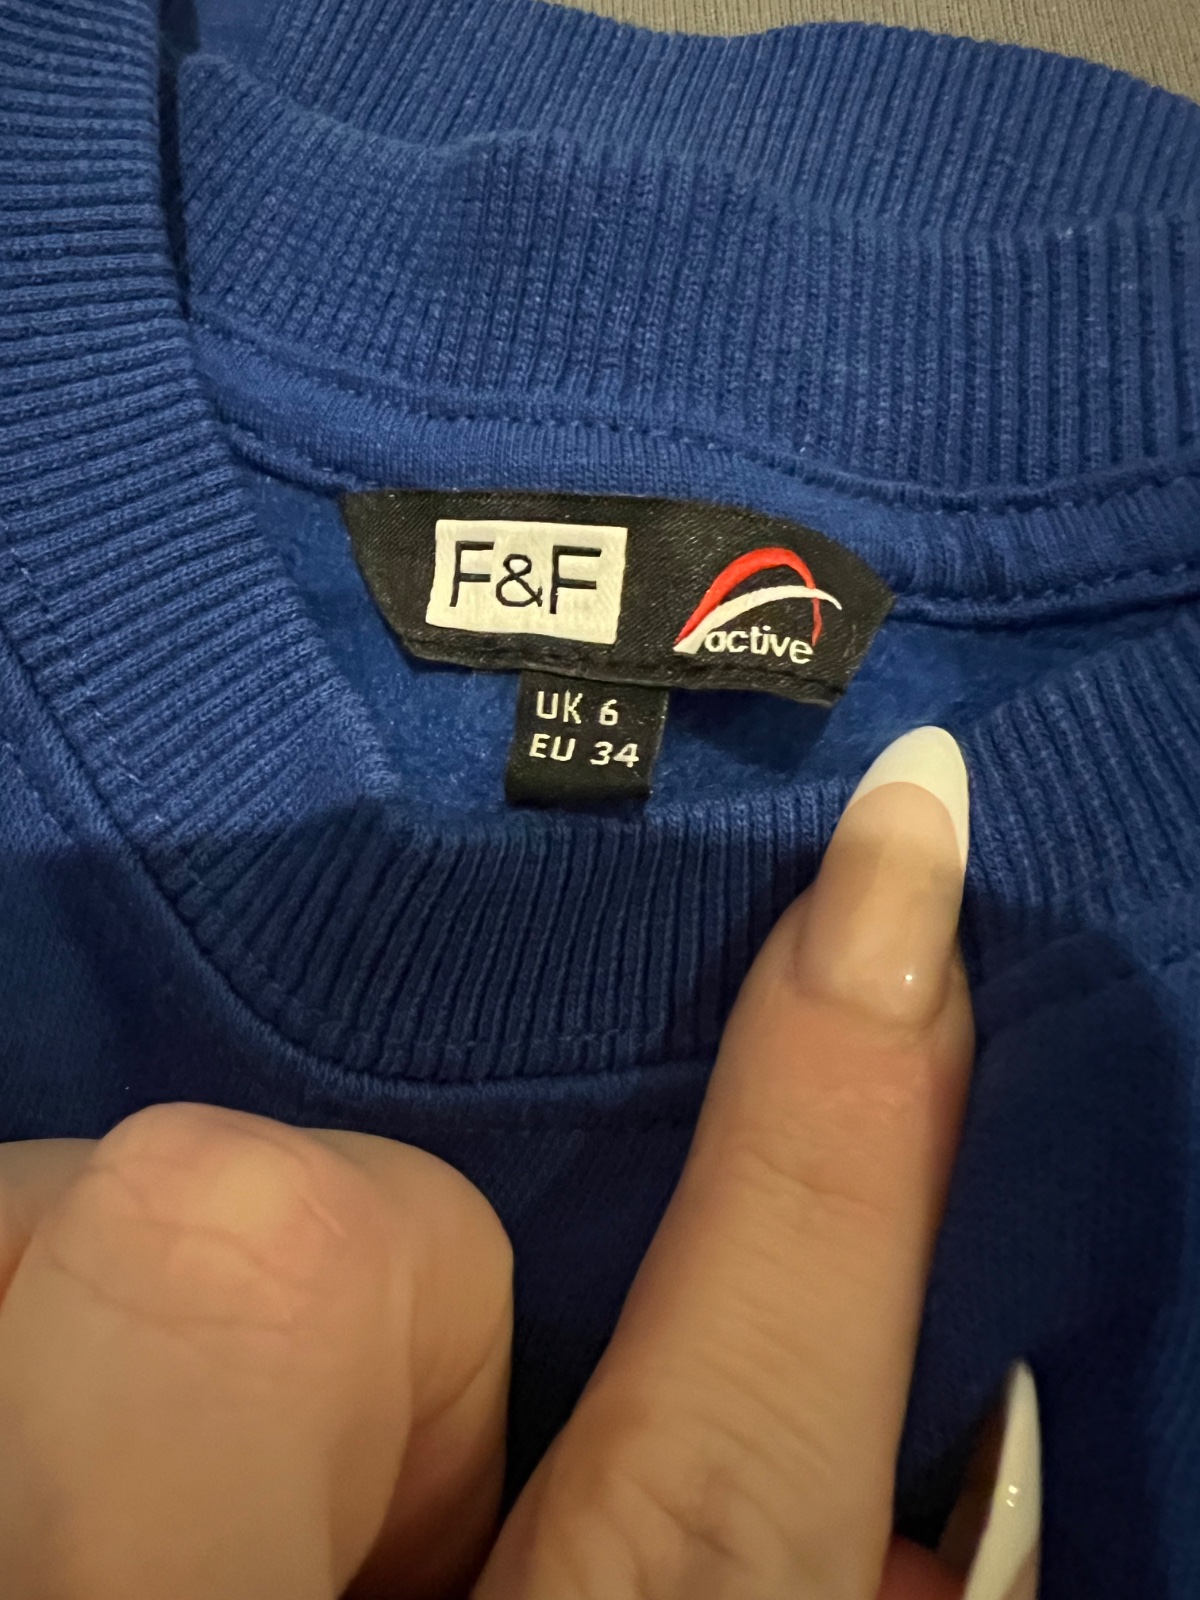 F&F
active
UK 6
EU 34